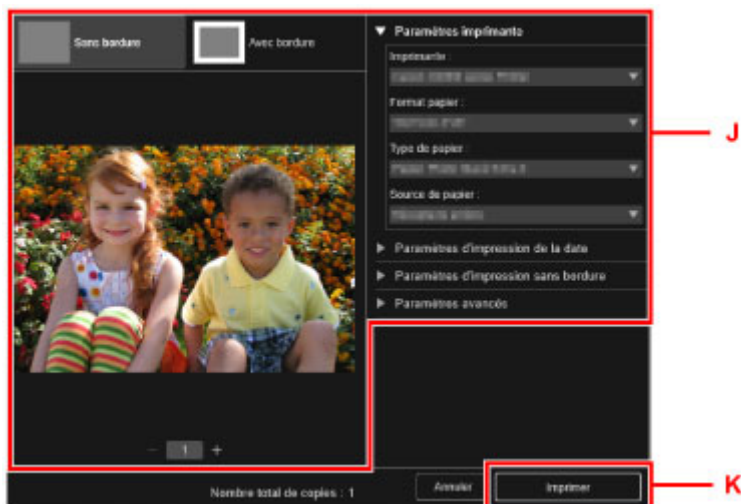 Sans bordure
Avec bordure
Paramètres imprimante
Imprimante :
Format papier :
Type de papier :
Source de papier :
Paramètres d'impression de la date
Paramètres d'impression sans bordure
Paramètres avancés
J
− 1 +
Nombre total de copies : 1
Annuler
Imprimer
K